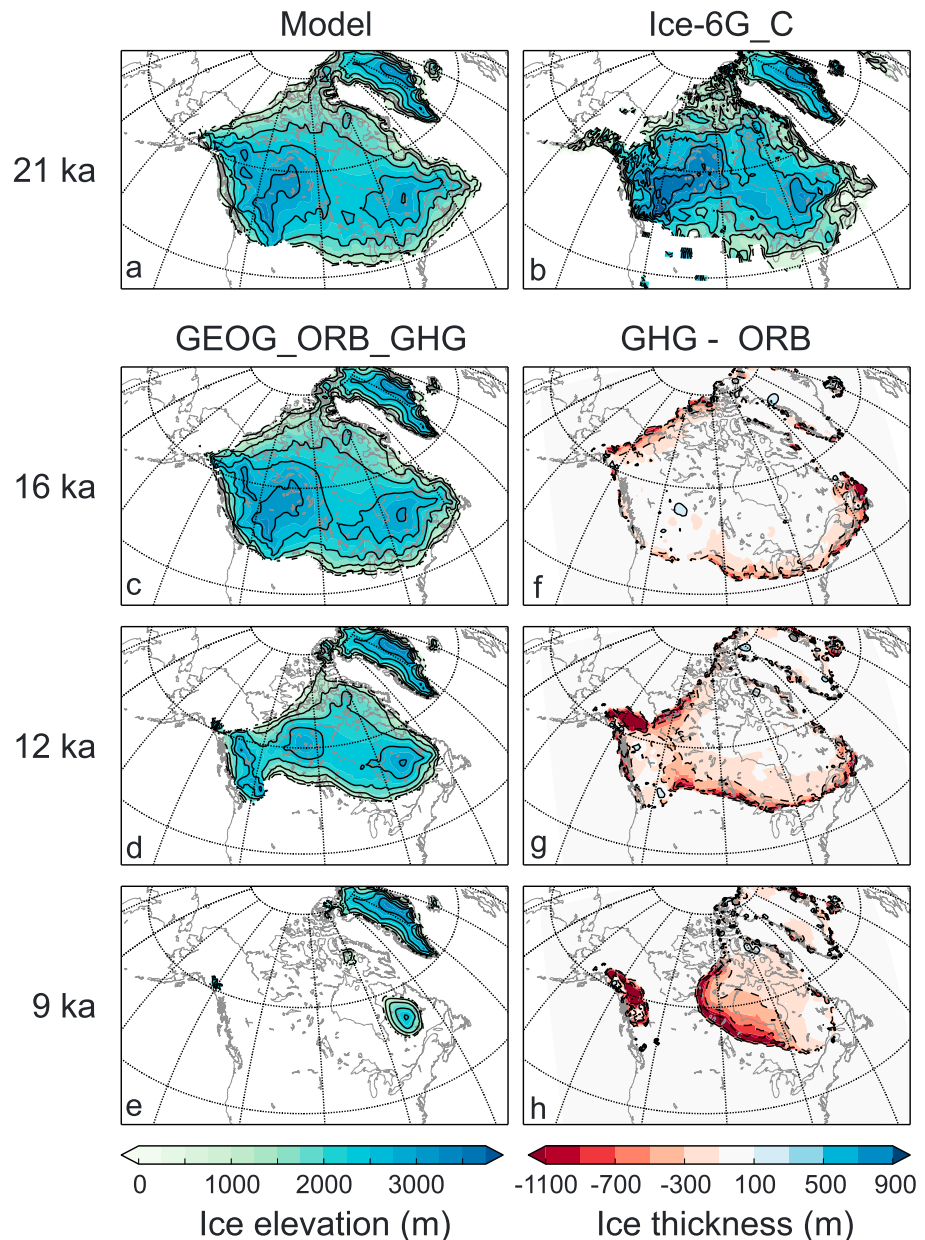 Model
Ice-6G_C
21 ka
a
b
GEOG_ORB_GHG
GHG - ORB
16 ka
c
f
12 ka
d
g
9 ka
e
h
0 1000 2000 3000
-1100 -700 -300 100 500 900
Ice elevation (m)
Ice thickness (m)